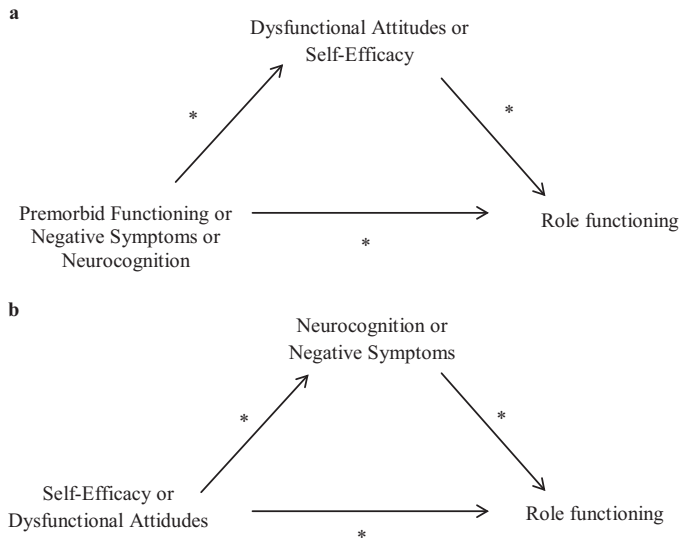 a
Dysfunctional Attitudes or
Self-Efficacy
*
*
Premorbid Functioning or
Negative Symptoms or
Neurocognition
*
Role functioning
b
Neurocognition or
Negative Symptoms
*
*
Self-Efficacy or
Dysfunctional Attidudes
*
Role functioning